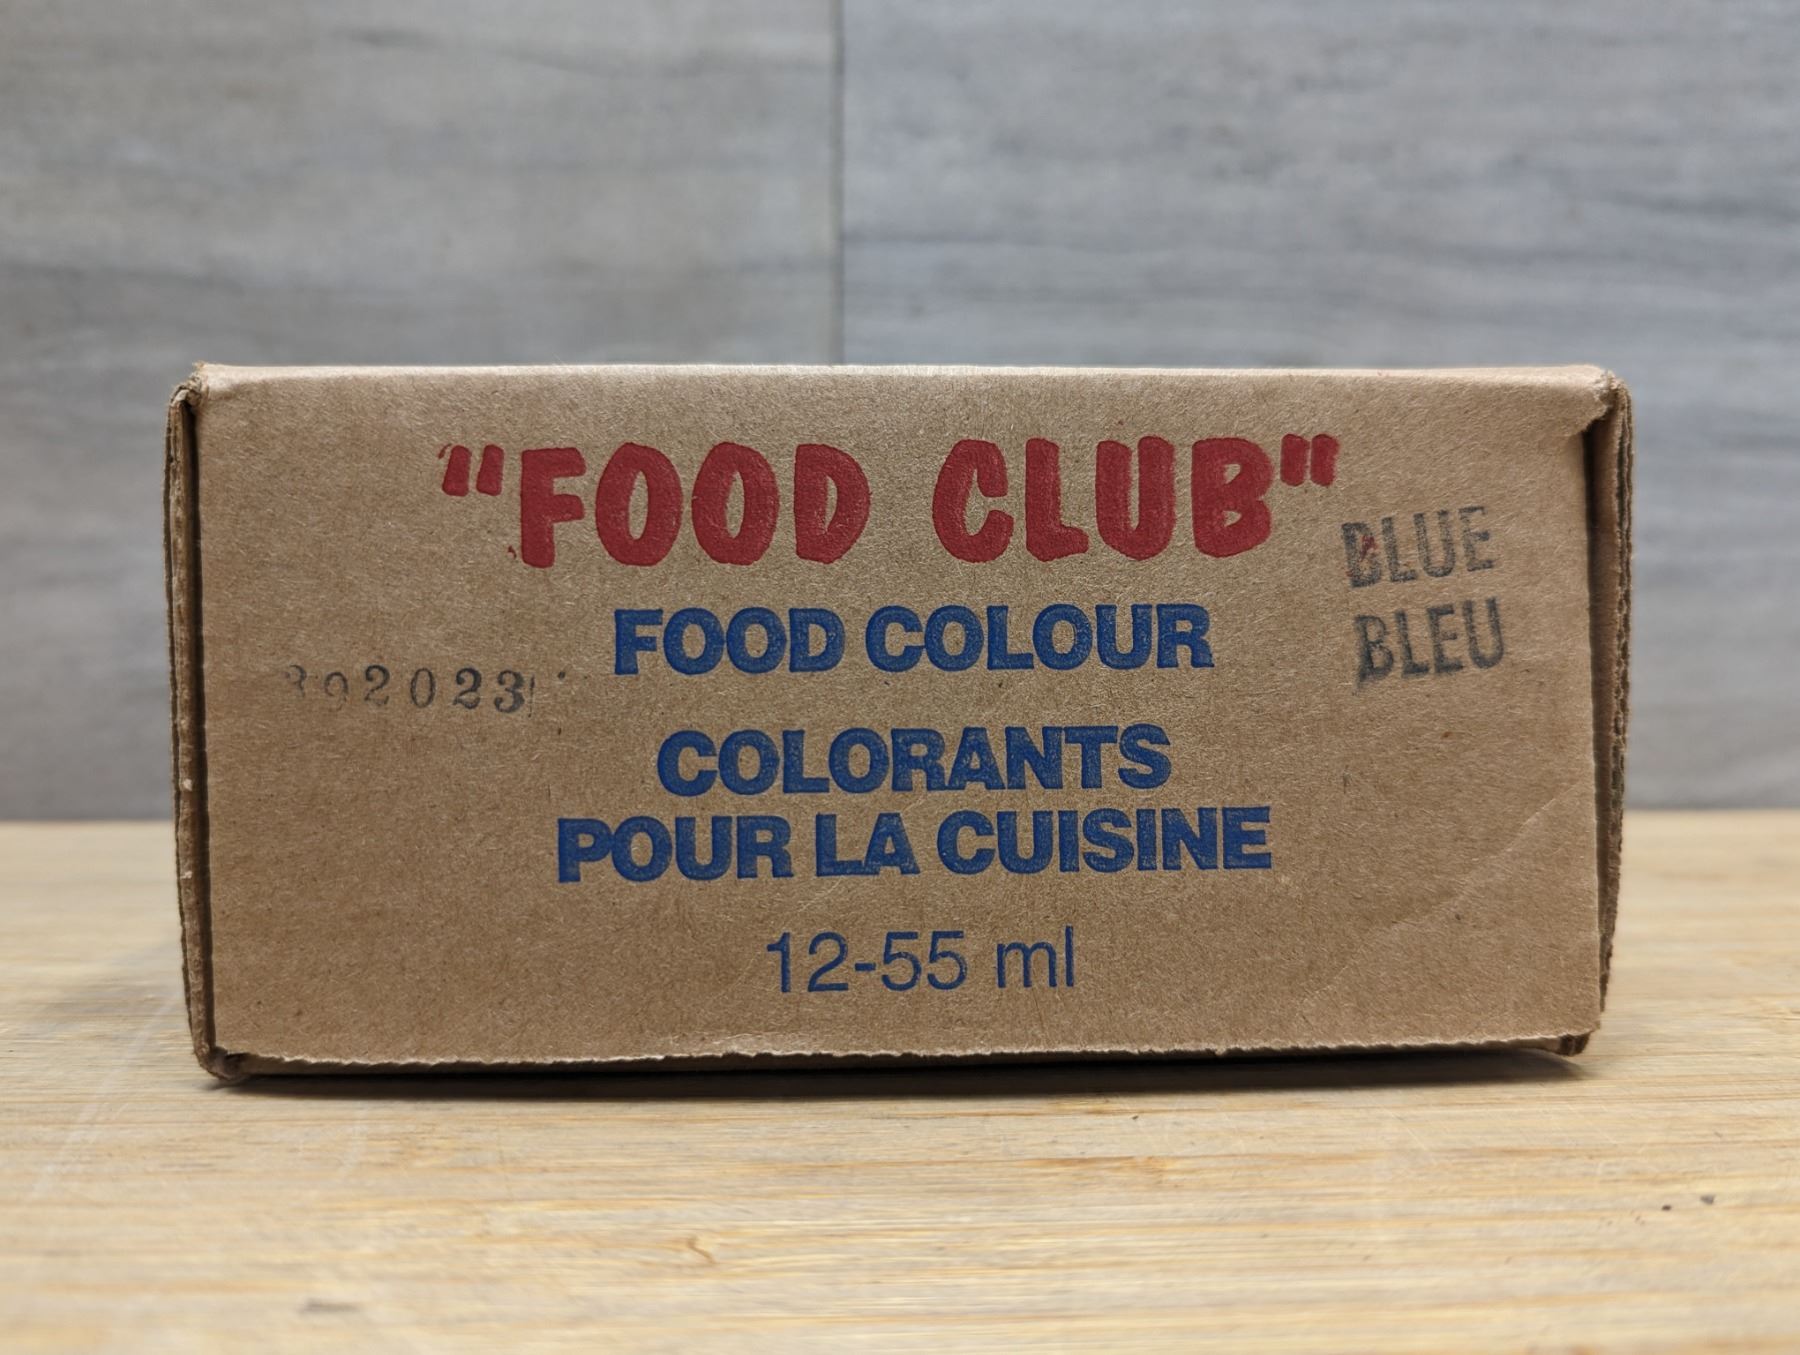 "FOOD CLUB"
BLUE
BLEU
FOOD COLOUR
COLORANTS
POUR LA CUISINE
12-55 ml